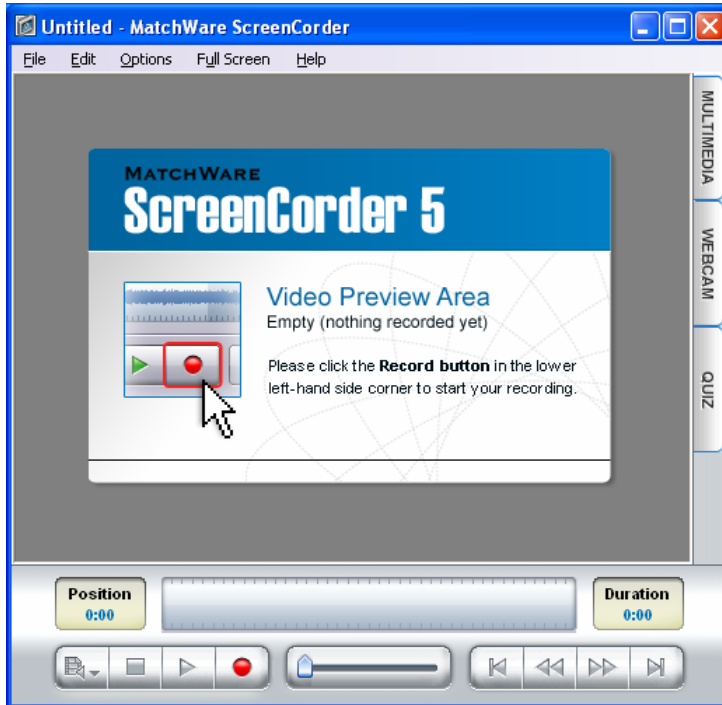 Untitled - MatchWare ScreenCorder
File Edit Options Full Screen Help
MULTIMEDIA
WEBCAM
QUIZ
MATCHWARE
ScreenCorder 5
Video Preview Area
Empty (nothing recorded yet)
Please click the Record button in the lower
left-hand side corner to start your recording.
Position
0:00
Duration
0:00